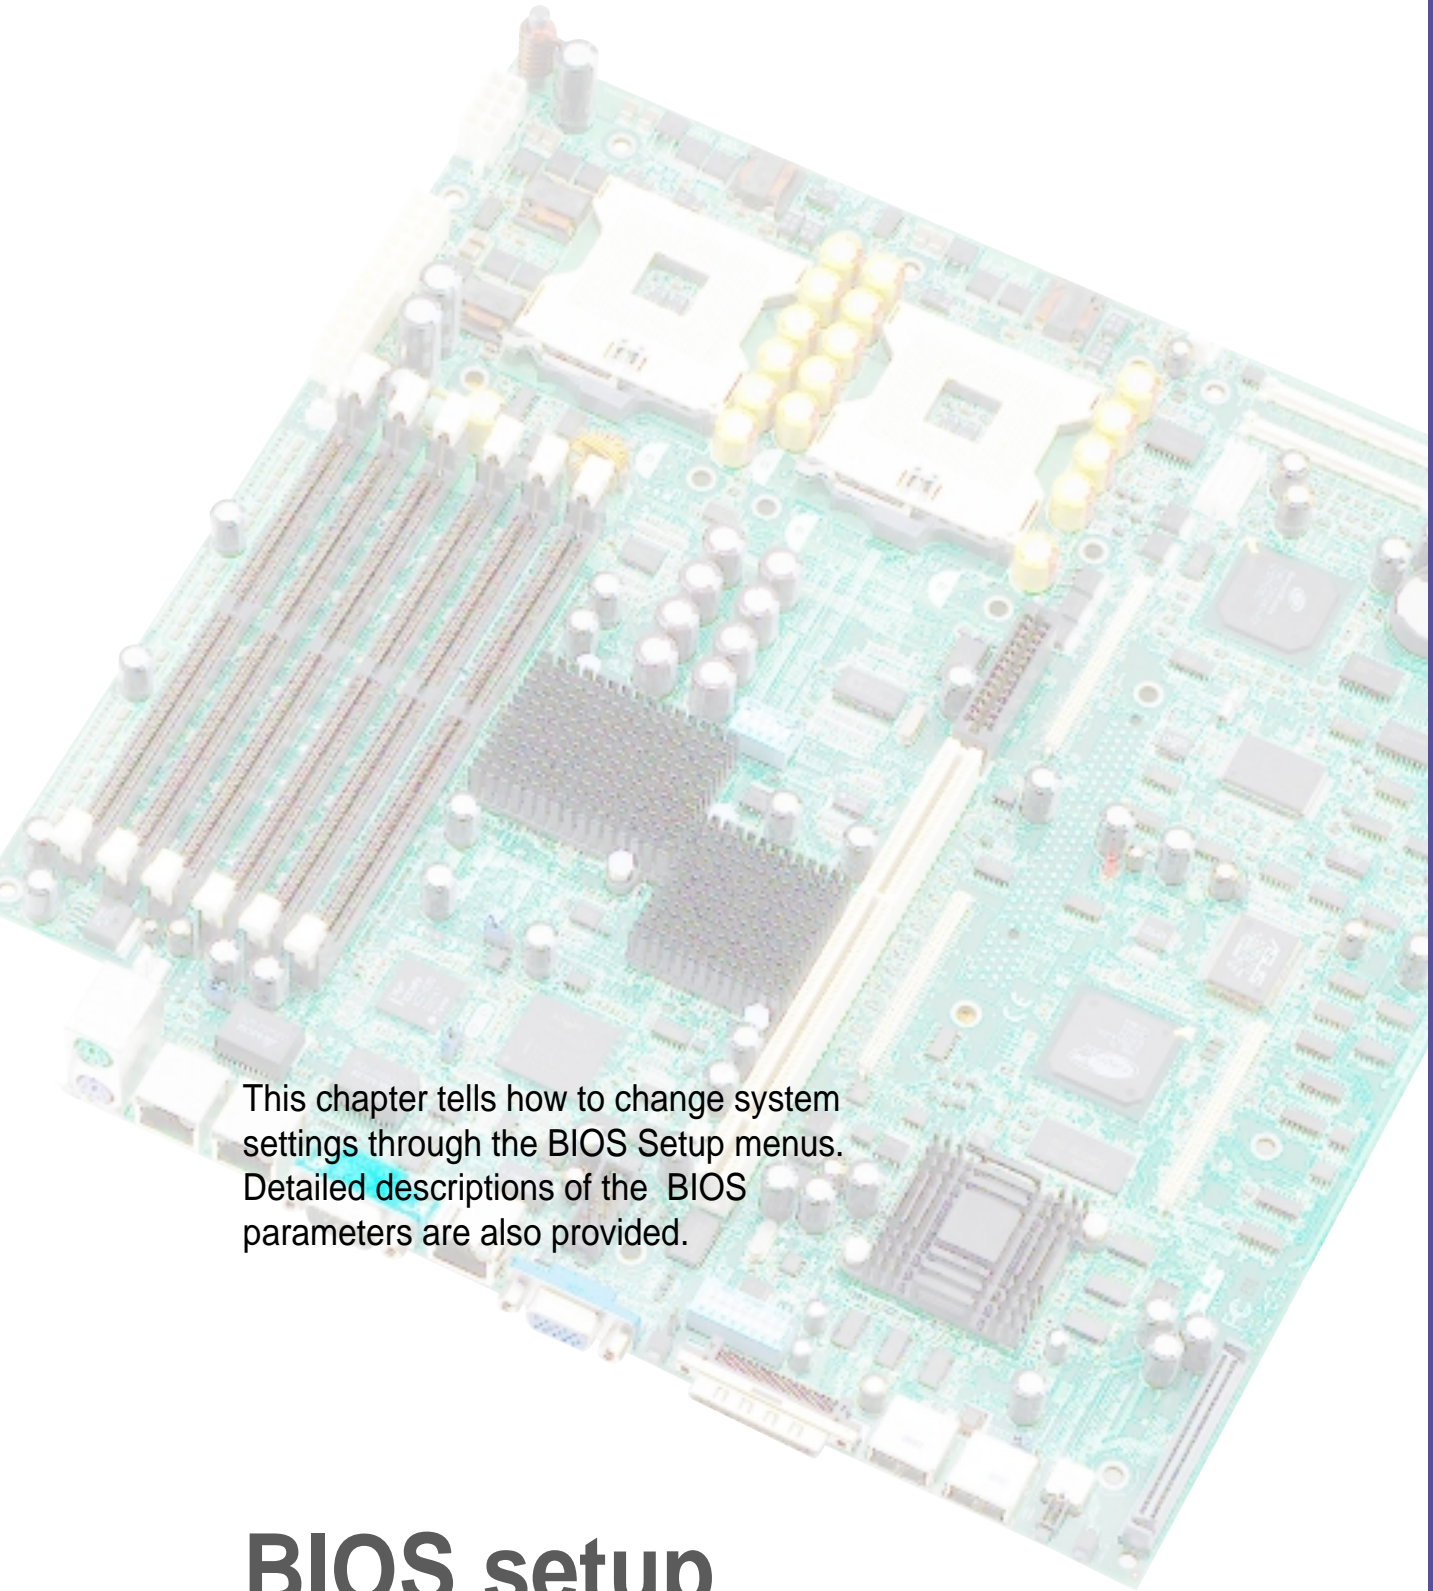 This chapter tells how to change system
settings through the BIOS Setup menus.
Detailed descriptions of the BIOS
parameters are also provided.
BIOS setup